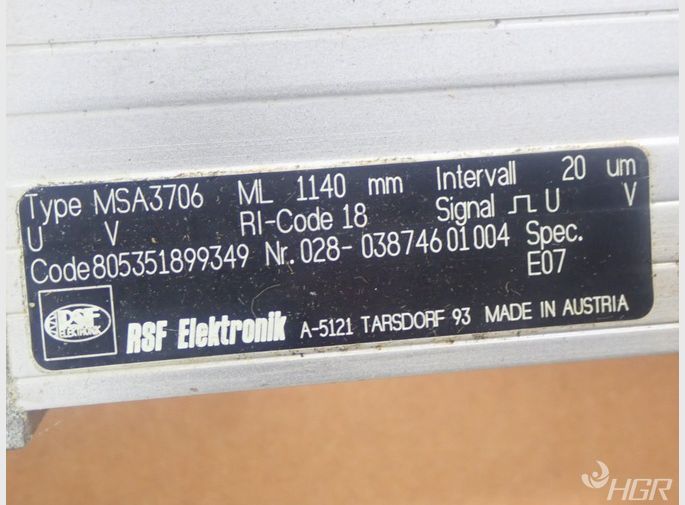 Type MSA3706 ML 1140 mm Intervall 20 um
U V RI-Code 18 Signal ⎍ U V
Code 805351899349 Nr. 028- 038746 01 004 Spec.
E07
RSF ELEKTRONIK RSF Elektronik A-5121 TARSDORF 93 MADE IN AUSTRIA
HGR